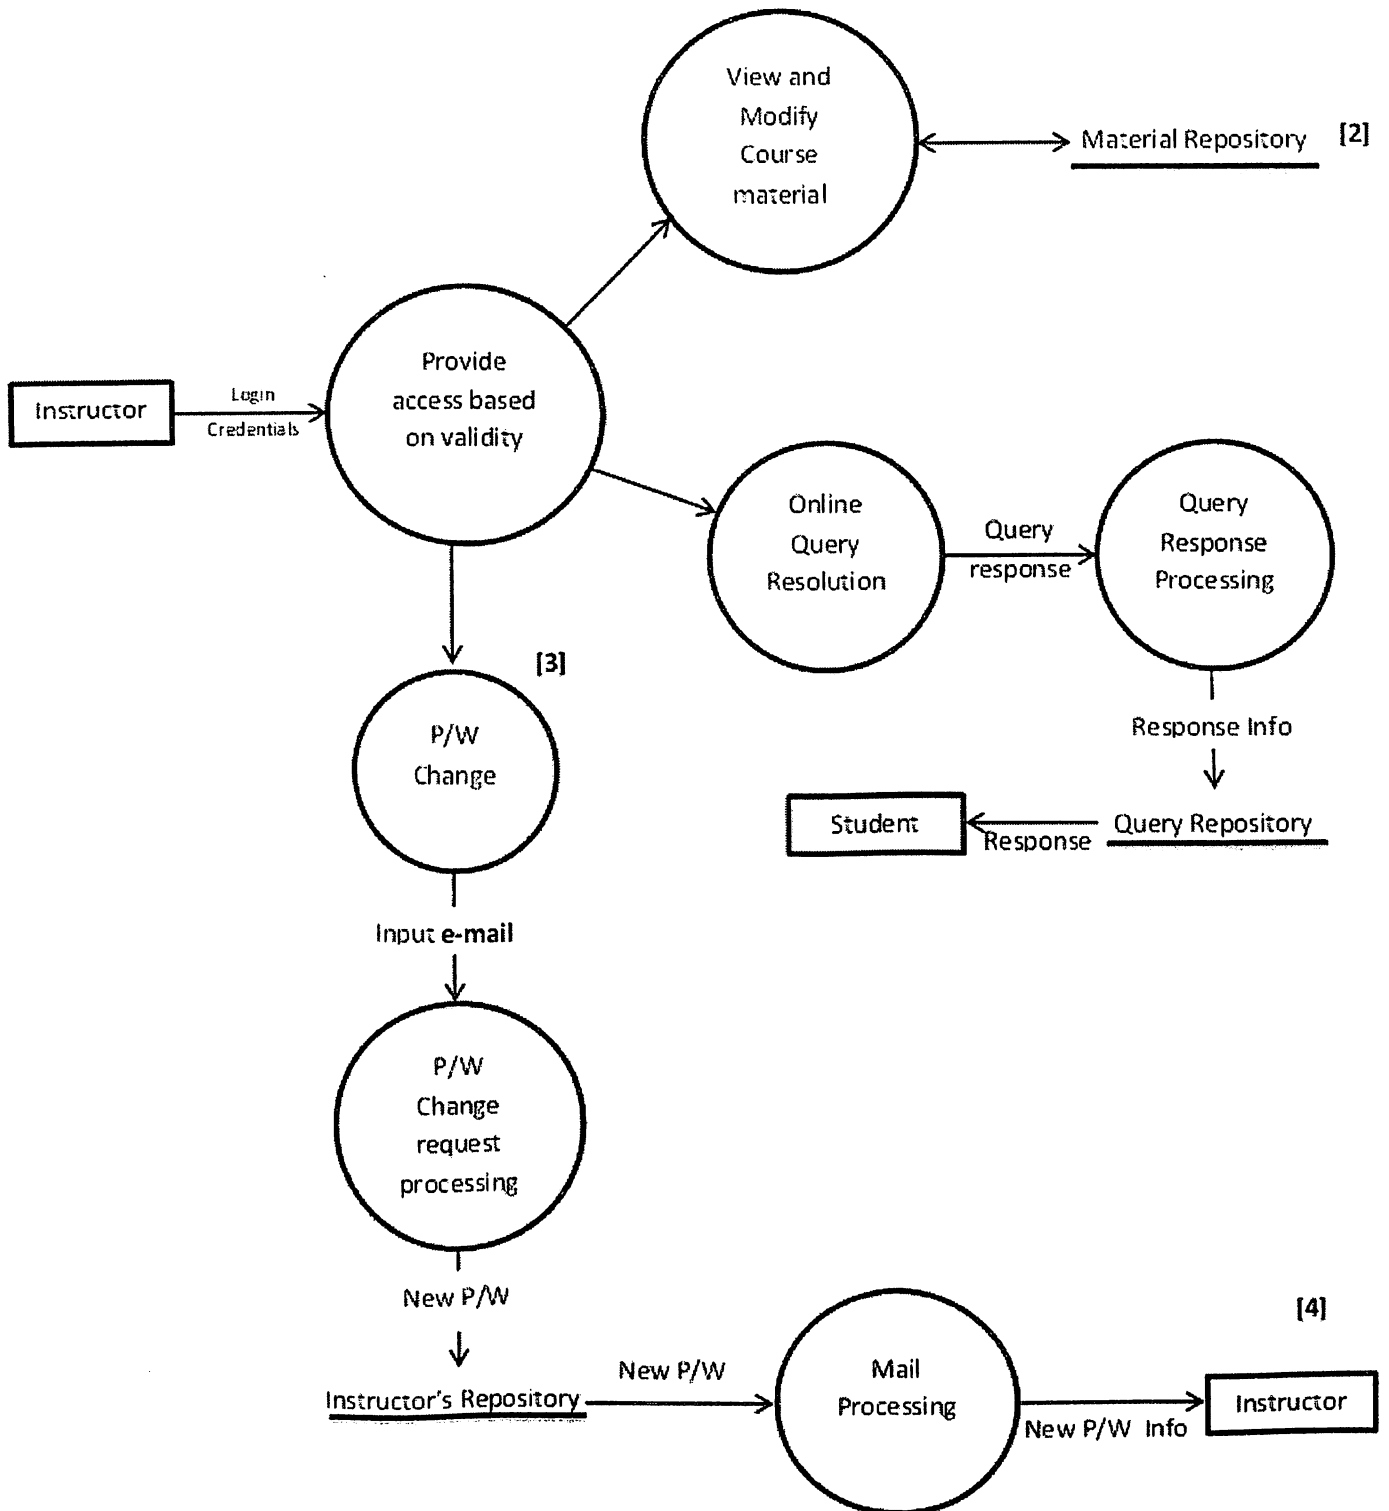 View and
Modify
Course
material
Material Repository
[2]
Provide
access based
on validity
Instructor
Login
Credentials
Online
Query
Resolution
Query
response
Query
Response
Processing
[3]
P/W
Change
Response Info
Student
Response
Query Repository
Input e-mail
P/W
Change
request
processing
New P/W
[4]
Instructor's Repository
New P/W
Mail
Processing
New P/W Info
Instructor